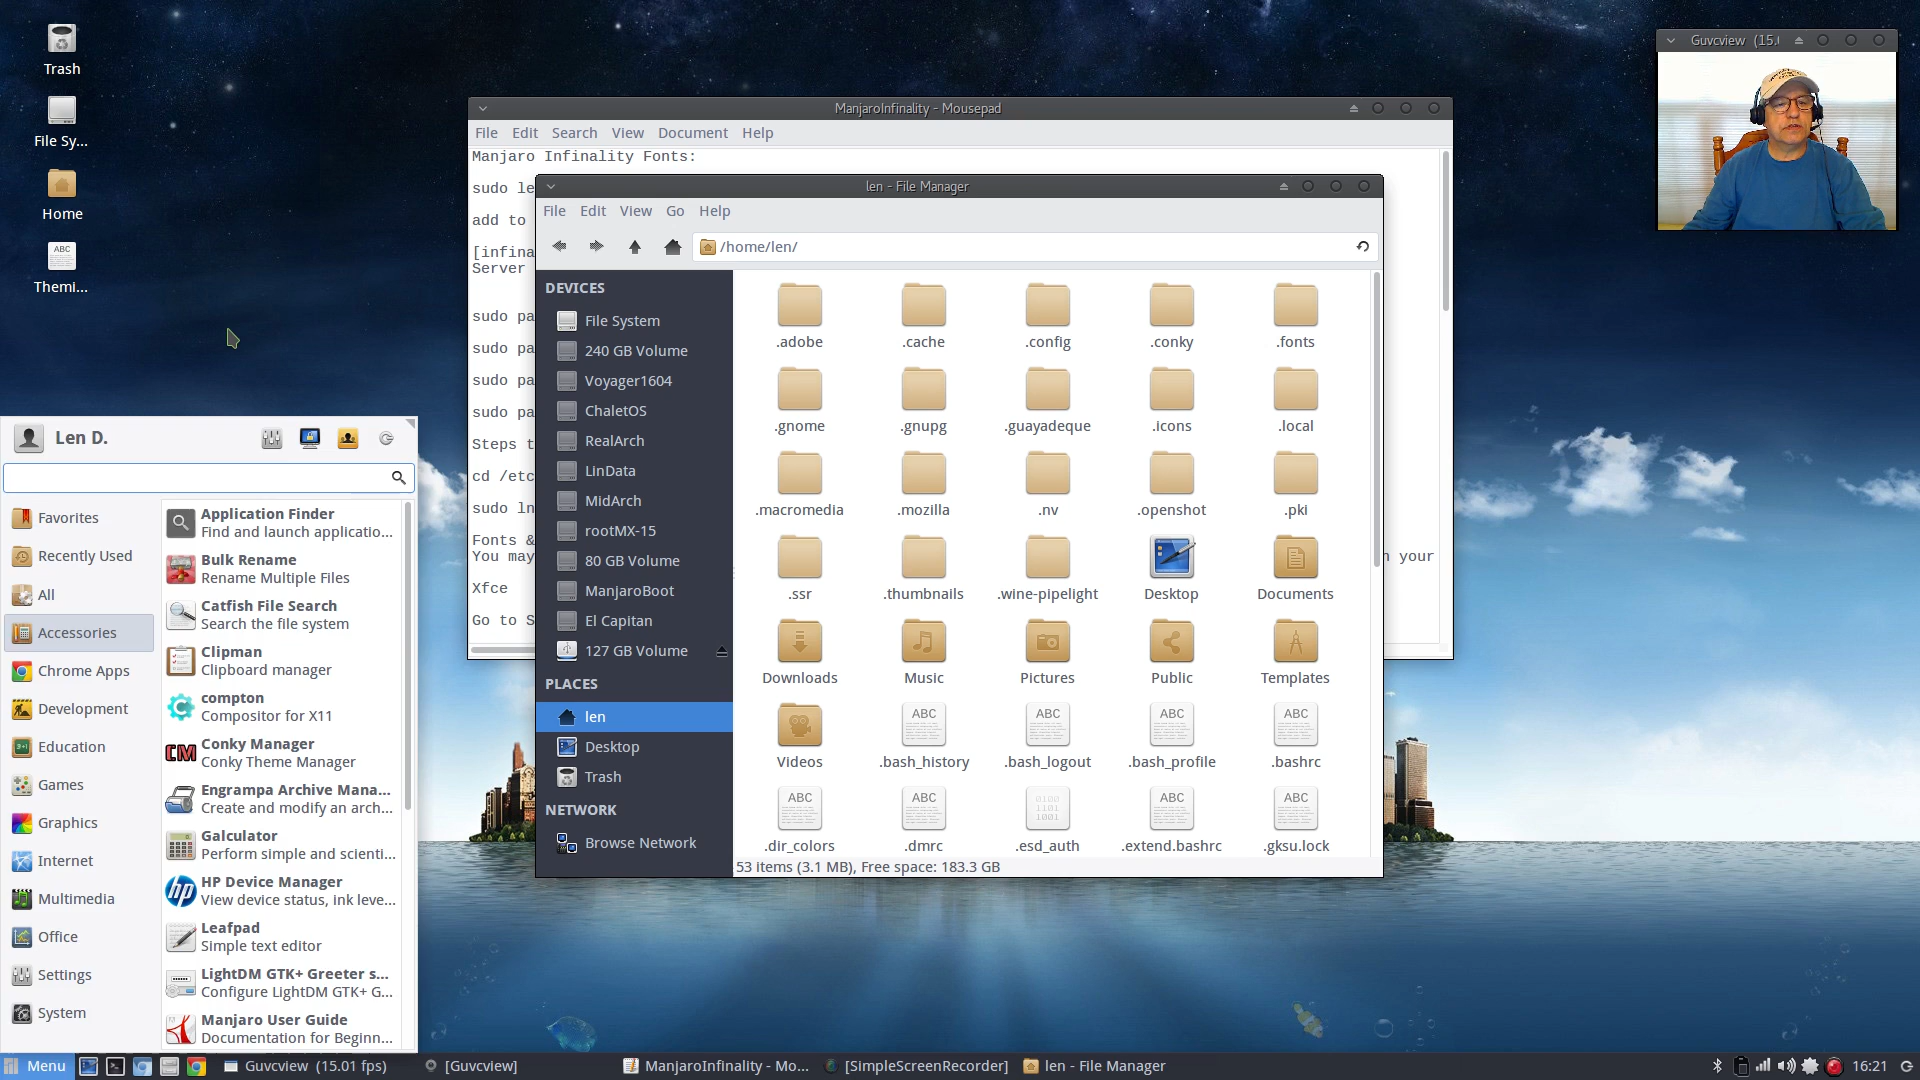 Trash
File Sy...
Home
Themi...
Guvcview (15.
ManjaroInfinality - Mousepad
File Edit Search View Document Help
Manjaro Infinality Fonts:
sudo le
add to
[infina
Server
sudo pa
sudo pa
sudo pa
sudo pa
Steps t
cd /etc
sudo ln
Fonts &
You may
your
Xfce
Go to S
len - File Manager
File Edit View Go Help
/home/len/
DEVICES
File System
240 GB Volume
Voyager1604
ChaletOS
RealArch
LinData
MidArch
rootMX-15
80 GB Volume
ManjaroBoot
El Capitan
127 GB Volume
PLACES
len
Desktop
Trash
NETWORK
Browse Network
.adobe .cache .config .conky .fonts
.gnome .gnupg .guayadeque .icons .local
.macromedia .mozilla .nv .openshot .pki
.ssr .thumbnails .wine-pipelight Desktop Documents
Downloads Music Pictures Public Templates
ABC ABC ABC ABC
Videos .bash_history .bash_logout .bash_profile .bashrc
ABC ABC ABC ABC
.dir_colors .dmrc .esd_auth .extend.bashrc .gksu.lock
53 items (3.1 MB), Free space: 183.3 GB
Len D.
Favorites
Recently Used
All
Accessories
Chrome Apps
Development
Education
Games
Graphics
Internet
Multimedia
Office
Settings
System
Application Finder
Find and launch applicatio...
Bulk Rename
Rename Multiple Files
Catfish File Search
Search the file system
Clipman
Clipboard manager
compton
Compositor for X11
CM
Conky Manager
Conky Theme Manager
Engrampa Archive Mana...
Create and modify an arch...
Galculator
Perform simple and scienti...
hp
HP Device Manager
View device status, ink leve...
Leafpad
Simple text editor
LightDM GTK+ Greeter s...
Configure LightDM GTK+ G...
Manjaro User Guide
Documentation for Beginn...
Menu
Guvcview (15.01 fps)
[Guvcview]
ManjaroInfinality - Mo...
[SimpleScreenRecorder]
len - File Manager
16:21